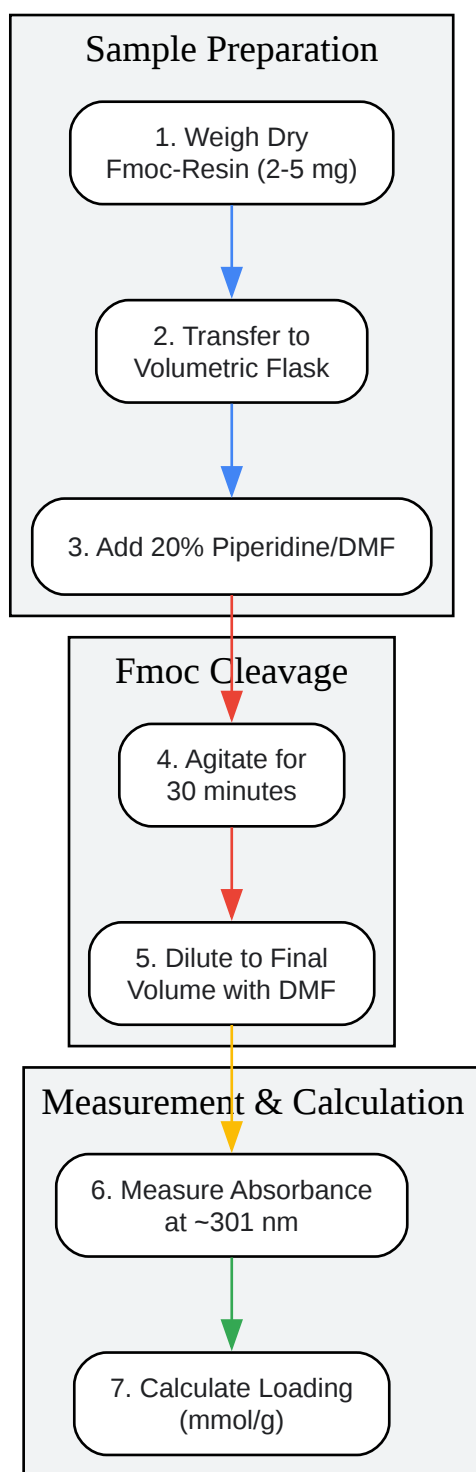 Sample Preparation
1. Weigh Dry
Fmoc-Resin (2-5 mg)
2. Transfer to
Volumetric Flask
3. Add 20% Piperidine/DMF
Fmoc Cleavage
4. Agitate for
30 minutes
5. Dilute to Final
Volume with DMF
Measurement & Calculation
6. Measure Absorbance
at ~301 nm
7. Calculate Loading
(mmol/g)